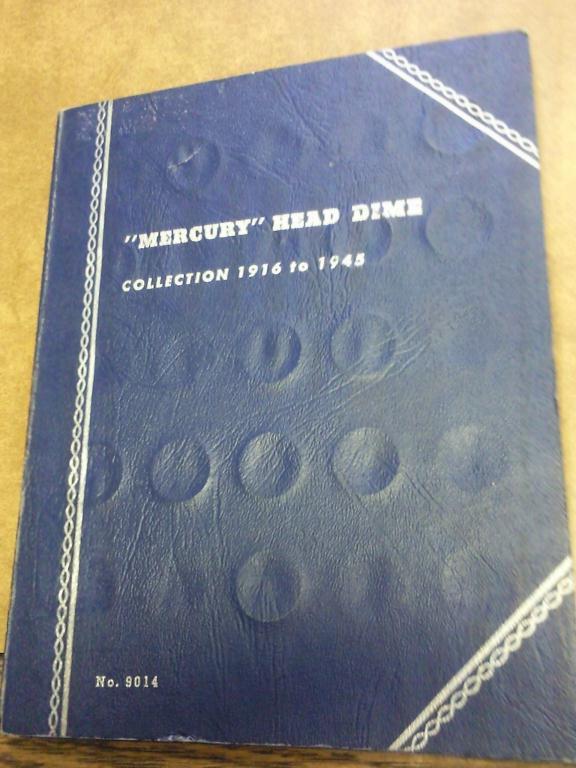 "MERCURY" HEAD DIME
COLLECTION 1916 to 1945
No. 9014